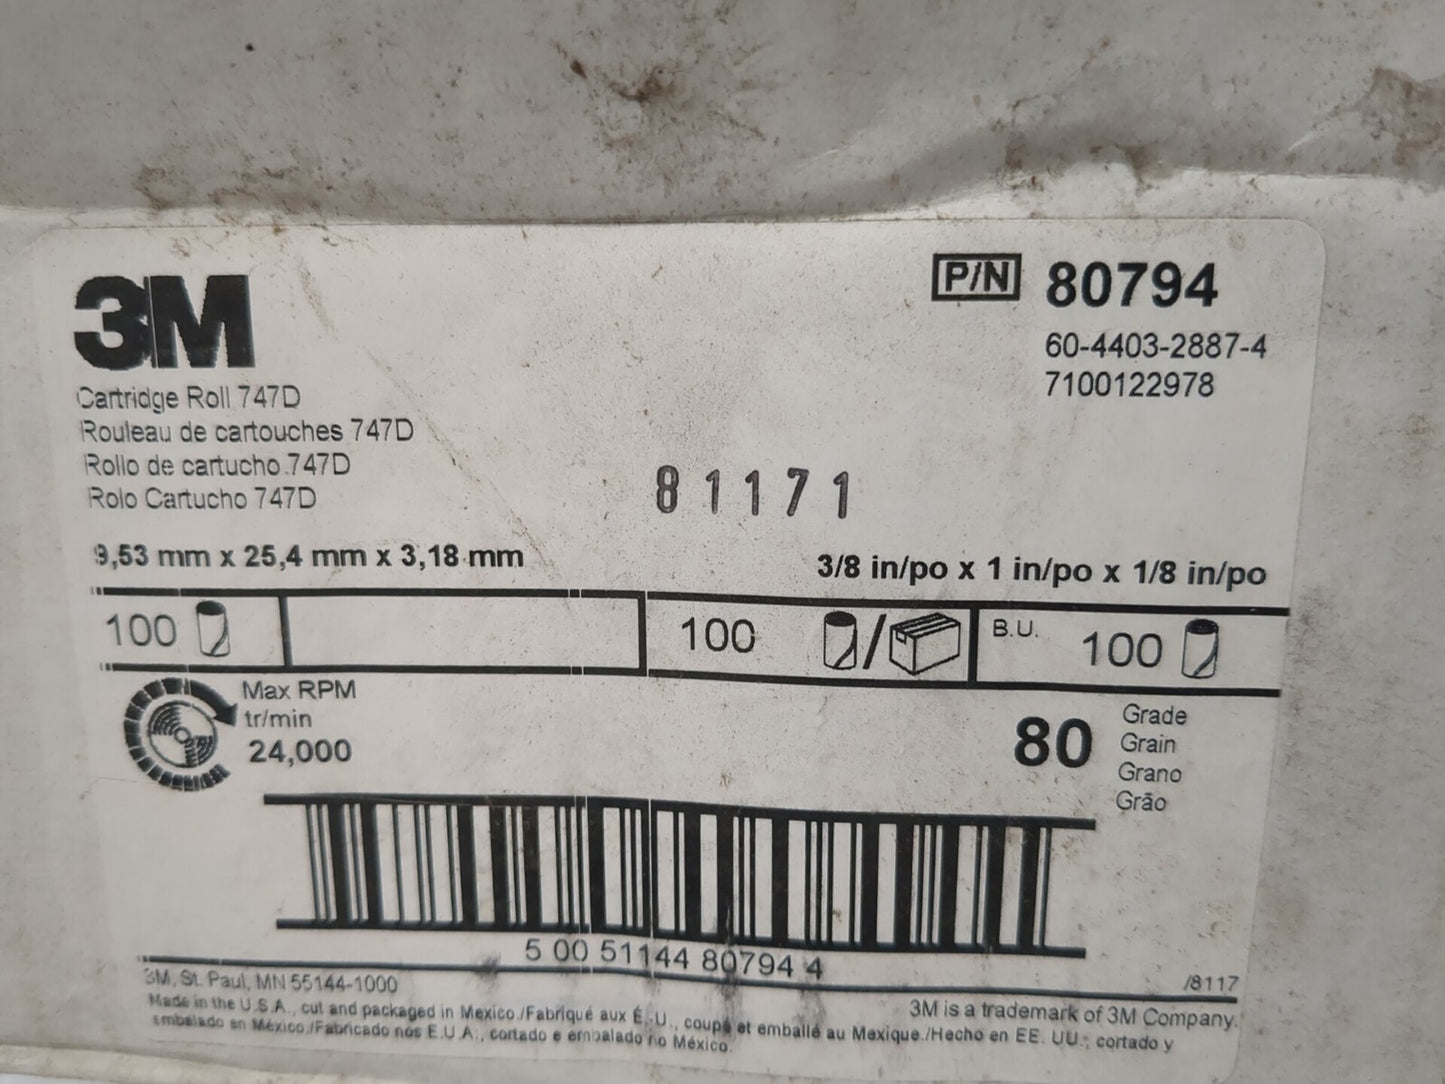 3M
P/N 80794
60-4403-2887-4
7100122978
Cartridge Roll 747D
Rouleau de cartouches 747D
Rollo de cartucho 747D
Rolo Cartucho 747D
81171
9,53 mm x 25,4 mm x 3,18 mm
3/8 in/po x 1 in/po x 1/8 in/po
100 100 / B.U. 100
Max RPM
tr/min
24,000
80 Grade
Grain
Grano
Grão
5 00 51144 80794 4
3M, St. Paul, MN 55144-1000 /8117
3M is a trademark of 3M Company.
Made in the U.S.A., cut and packaged in Mexico./Fabriqué aux É.-U., coupé et emballé au Mexique./Hecho en EE. UU.; cortado y
embalado en México./Fabricado nos E.U.A., cortado e embalado no México.